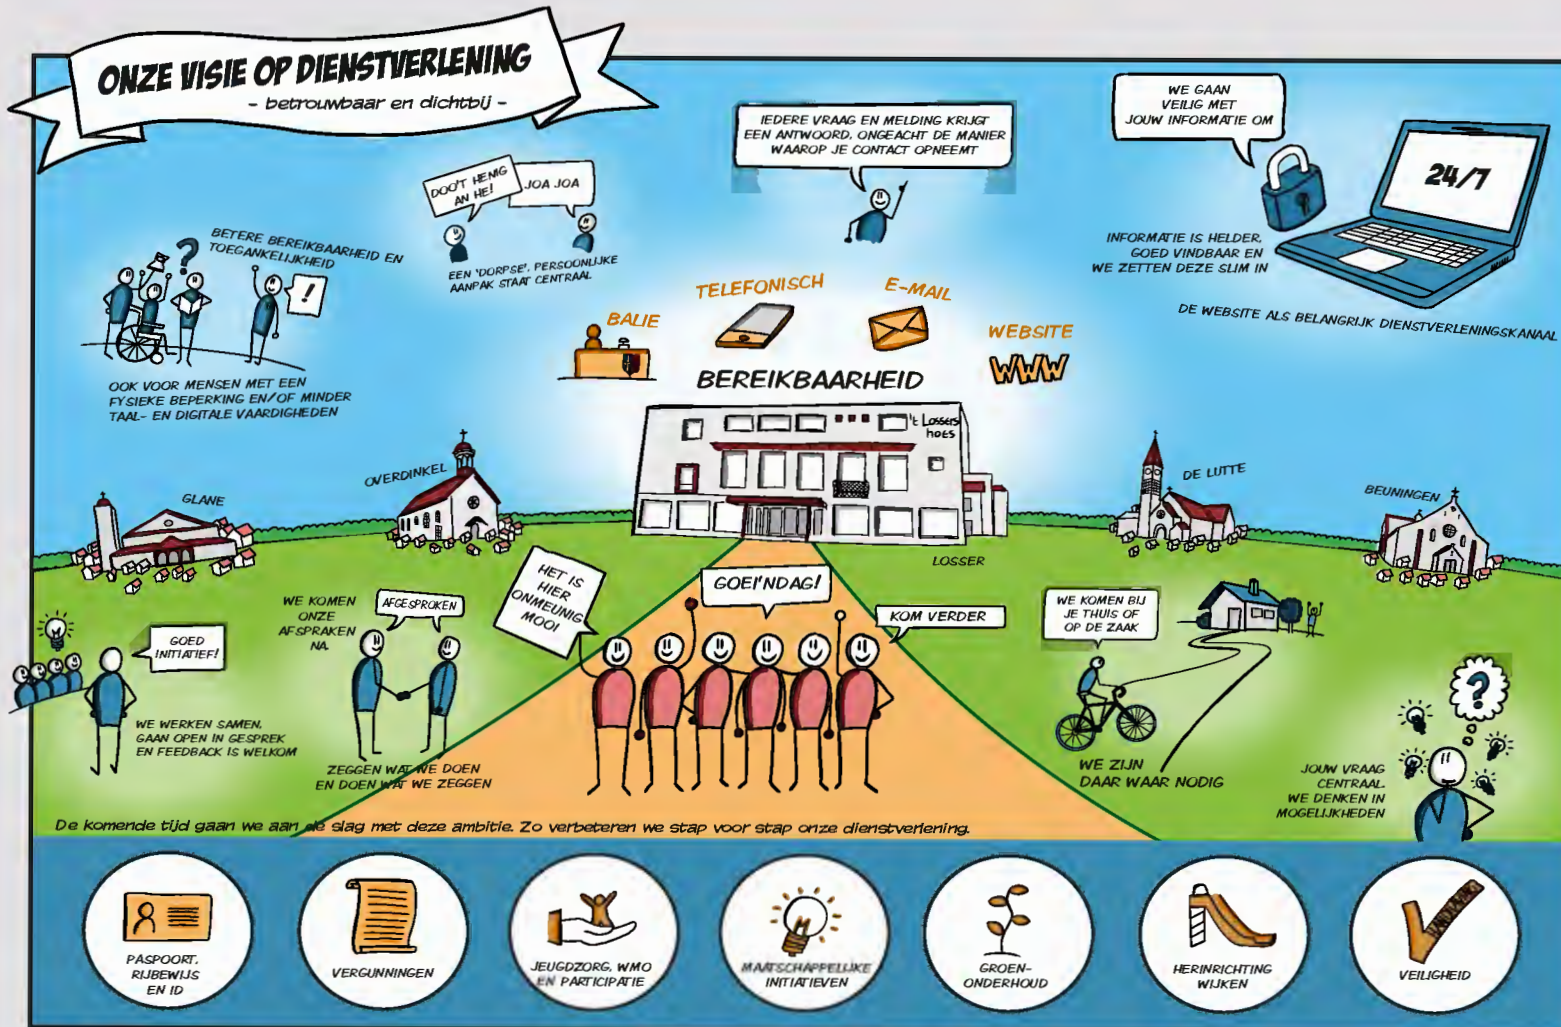 ONZE VISIE OP DIENSTVERLENING
- betrouwbaar en dichtbij -
IEDERE VRAAG EN MELDING KRIJGT
EEN ANTWOORD, ONGEACHT DE MANIER
WAAROP JE CONTACT OPNEEMT
WE GAAN
VEILIG MET
JOUW INFORMATIE OM
24/7
INFORMATIE IS HELDER,
GOED VINDBAAR EN
WE ZETTEN DEZE SLIM IN
DE WEBSITE ALS BELANGRIJK DIENSTVERLENINGSKANAAL
DOO'T HENIG
AN HE!
JOA JOA
EEN 'DORPSE', PERSOONLIJKE
AANPAK STAAT CENTRAAL
BETERE BEREIKBAARHEID EN
TOEGANKELIJKHEID
?
!
OOK VOOR MENSEN MET EEN
FYSIEKE BEPERKING EN/OF MINDER
TAAL- EN DIGITALE VAARDIGHEDEN
BALIE
TELEFONISCH
E-MAIL
WEBSITE
WWW
BEREIKBAARHEID
't Lossers
hoes
GLANE
OVERDINKEL
LOSSER
DE LUTTE
BEUNINGEN
GOED
INITIATIEF!
WE WERKEN SAMEN,
GAAN OPEN IN GESPREK
EN FEEDBACK IS WELKOM
WE KOMEN
ONZE
AFSPRAKEN
NA.
AFGESPROKEN
ZEGGEN WAT WE DOEN
EN DOEN WAT WE ZEGGEN
HET IS
HIER
ONMEUNIG
MOOI
GOEI'NDAG!
KOM VERDER
WE KOMEN BIJ
JE THUIS OF
OP DE ZAAK
WE ZIJN
DAAR WAAR NODIG
?
JOUW VRAAG
CENTRAAL.
WE DENKEN IN
MOGELIJKHEDEN
De komende tijd gaan we aan de slag met deze ambitie. Zo verbeteren we stap voor stap onze dienstverlening.
PASPOORT,
RIJBEWIJS
EN ID
VERGUNNINGEN
JEUGDZORG, WMO
EN PARTICIPATIE
MAATSCHAPPELIJKE
INITIATIEVEN
GROEN-
ONDERHOUD
HERINRICHTING
WIJKEN
VEILIGHEID